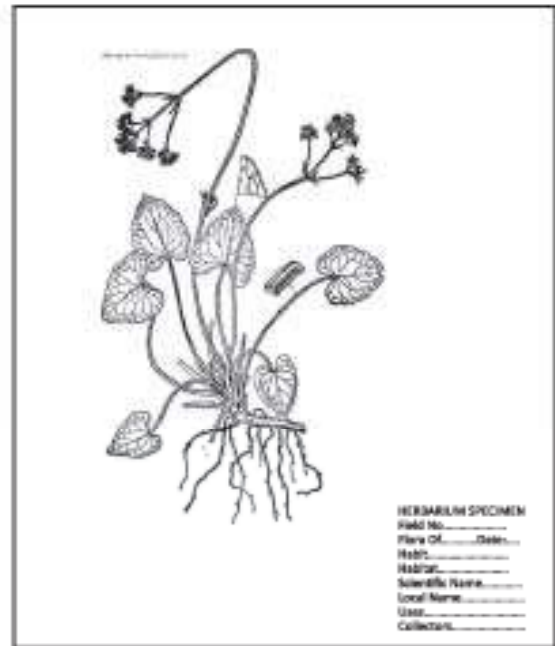 HERBARIUM SPECIMEN
Field No....................
Flora Of..........Date:.....
Habit.........................
Habitat......................
Scientific Name...........
Local Name................
Uses..........................
Collectors...................